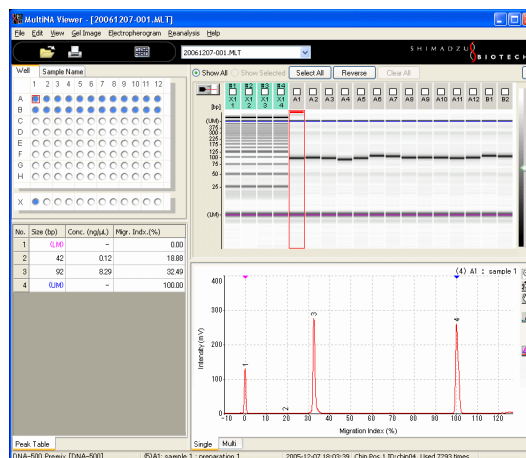 MultiNA Viewer - [20061207-001.MLT]
File Edit View Gel Image Electropherogram Reanalysis Help
20061207-001.MLT
SHIMADZU
BIOTECH
Well Sample Name
1 2 3 4 5 6 7 8 9 10 11 12
A
B
C
D
E
F
G
H
X
Show All Show Selected Select All Reverse Clear All
X1 X1 X1 X1 A1 A2 A3 A4 A5 A6 A7 A8 A9 A10 A11 A12 B1 B2
[bp] 1 2 3 4
(UM)
375
300
225
175
125
100
75
50
25
(LM)
No. Size (bp) Conc. (ng/μL) Migr. Indx.(%)
1 (LM) - 0.00
2 42 0.12 18.88
3 92 8.29 32.49
4 (UM) - 100.00
(4) A1 : sample 1
Intensity (mV)
400
300
200
100
0
1 2 3 4
-10 0 10 20 30 40 50 60 70 80 90 100 110 120
Migration Index (%)
Peak Table
Single Multi
DNA-500 Premix [DNA-500] (5)A1: sample 1 : preparation 1 2005-12-07 18:03:39 Chip Pos.1 ID:chip04 Used 7293 times